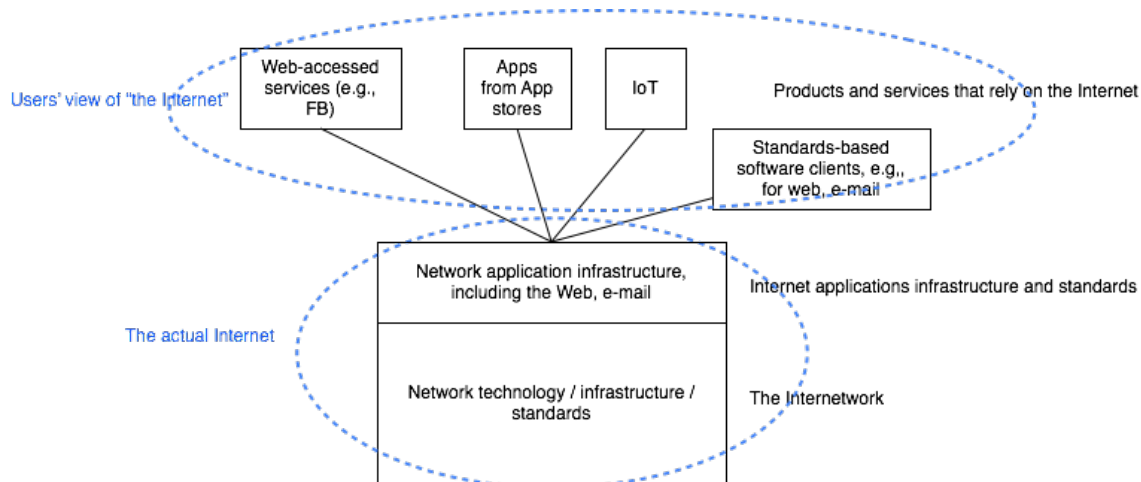 Web-accessed
services (e.g.,
FB)
Apps
from App
stores
IoT
Users' view of "the Internet"
Products and services that rely on the Internet
Standards-based
software clients, e.g,,
for web, e-mail
Network application infrastructure,
including the Web, e-mail
Internet applications infrastructure and standards
The actual Internet
Network technology / infrastructure /
standards
The Internetwork